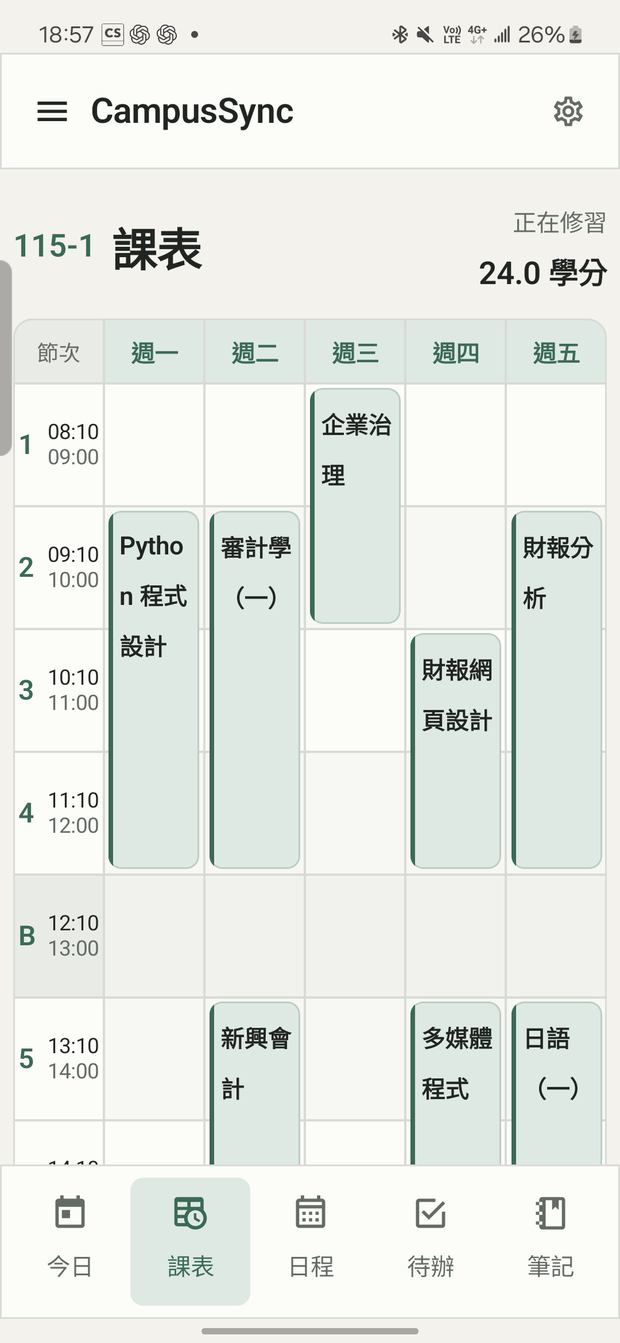 18:57 CS
Vo)) LTE 4G+ 26%
CampusSync
115-1 課表
正在修習
24.0 學分
節次 週一 週二 週三 週四 週五
1 08:10
09:00
企業治
理
2 09:10
10:00
Pytho
n 程式
設計
審計學
（一）
財報分
析
3 10:10
11:00
財報網
頁設計
4 11:10
12:00
B 12:10
13:00
5 13:10
14:00
新興會
計
多媒體
程式
日語
（一）
今日 課表 日程 待辦 筆記